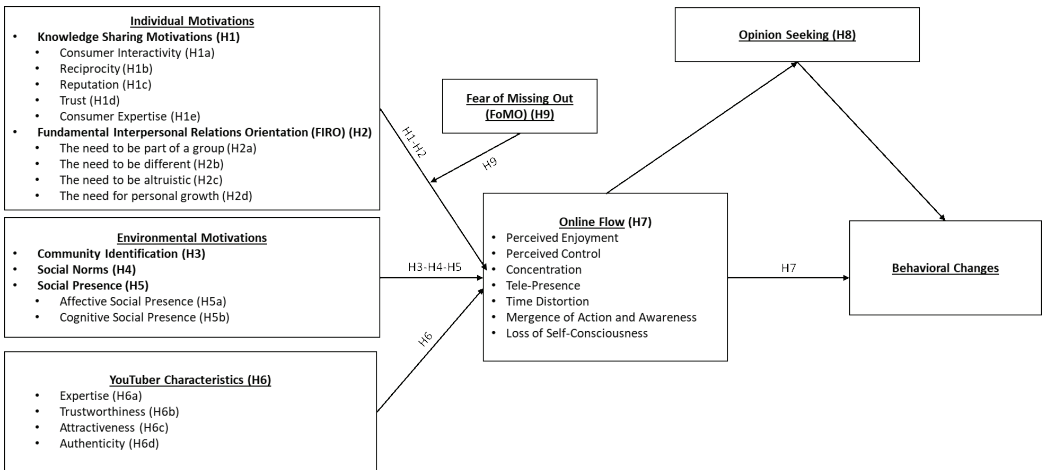 Individual Motivations
• Knowledge Sharing Motivations (H1)
• Consumer Interactivity (H1a)
• Reciprocity (H1b)
• Reputation (H1c)
• Trust (H1d)
• Consumer Expertise (H1e)
• Fundamental Interpersonal Relations Orientation (FIRO) (H2)
• The need to be part of a group (H2a)
• The need to be different (H2b)
• The need to be altruistic (H2c)
• The need for personal growth (H2d)
Environmental Motivations
• Community Identification (H3)
• Social Norms (H4)
• Social Presence (H5)
• Affective Social Presence (H5a)
• Cognitive Social Presence (H5b)
YouTuber Characteristics (H6)
• Expertise (H6a)
• Trustworthiness (H6b)
• Attractiveness (H6c)
• Authenticity (H6d)
H1-H2
H3-H4-H5
H6
Fear of Missing Out
(FoMO) (H9)
H9
Online Flow (H7)
• Perceived Enjoyment
• Perceived Control
• Concentration
• Tele-Presence
• Time Distortion
• Mergence of Action and Awareness
• Loss of Self-Consciousness
Opinion Seeking (H8)
H7
Behavioral Changes